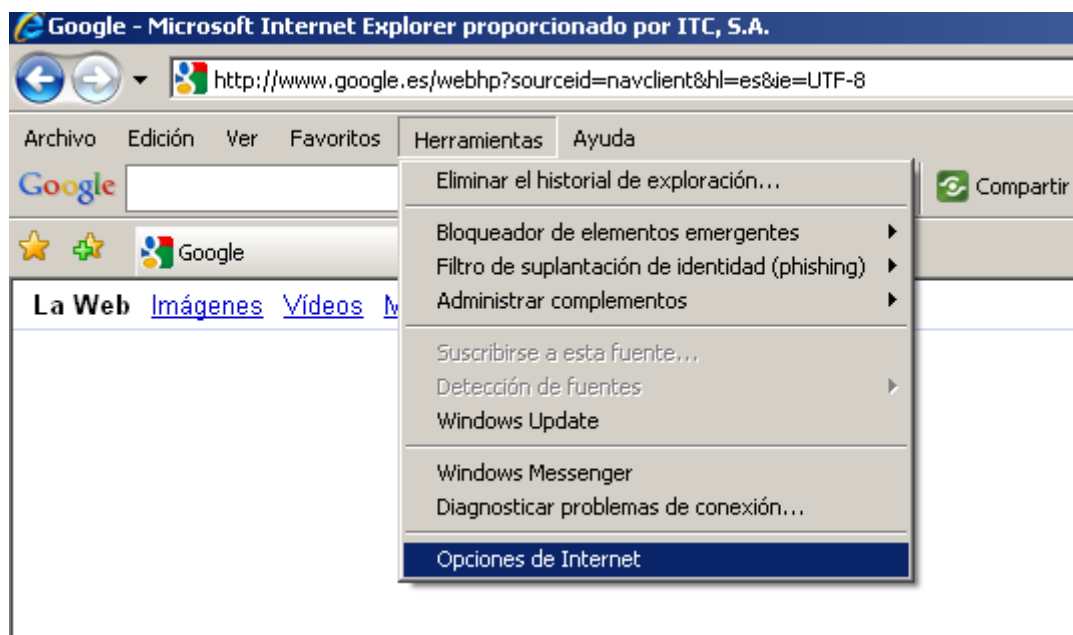 Google - Microsoft Internet Explorer proporcionado por ITC, S.A.
http://www.google.es/webhp?sourceid=navclient&hl=es&ie=UTF-8
Archivo Edición Ver Favoritos Herramientas Ayuda
Google
Compartir
Google
La Web Imágenes Vídeos
Eliminar el historial de exploración...
Bloqueador de elementos emergentes
Filtro de suplantación de identidad (phishing)
Administrar complementos
Suscribirse a esta fuente...
Detección de fuentes
Windows Update
Windows Messenger
Diagnosticar problemas de conexión...
Opciones de Internet